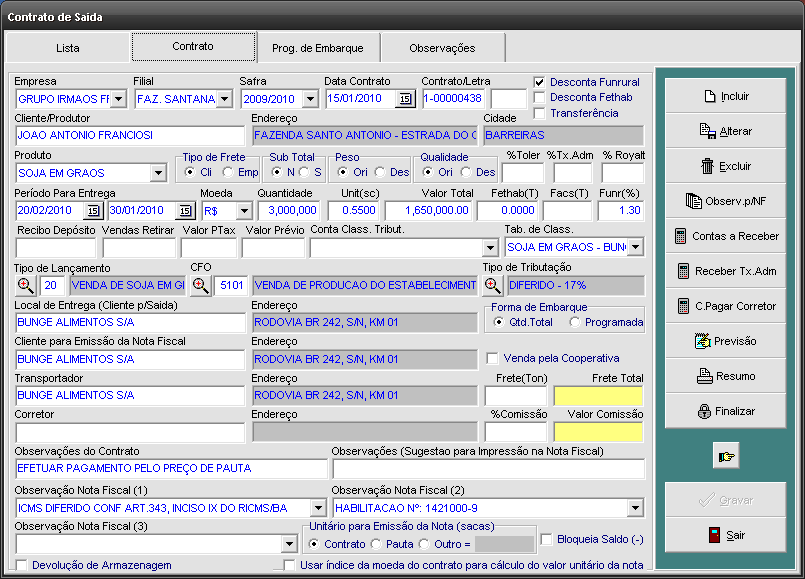 Contrato de Saída
Lista Contrato Prog. de Embarque Observações
Empresa Filial Safra Data Contrato Contrato/Letra
GRUPO IRMAOS FF FAZ. SANTANA 2009/2010 15/01/2010 15 1-00000438
Desconta Funrural
Desconta Fethab
Transferência
Cliente/Produtor Endereço Cidade
JOAO ANTONIO FRANCIOSI FAZENDA SANTO ANTONIO - ESTRADA DO C BARREIRAS
Produto Tipo de Frete Sub Total Peso Qualidade %Toler %Tx.Adm % Royalt
SOJA EM GRAOS Cli Emp N S Ori Des Ori Des
Período Para Entrega Moeda Quantidade Unit(sc) Valor Total Fethab(T) Facs(T) Funr(%)
20/02/2010 15 30/01/2010 15 R$ 3,000,000 0.5500 1,650,000.00 0.0000 1.30
Recibo Depósito Vendas Retirar Valor PTax Valor Prévio Conta Class. Tribut. Tab. de Class.
SOJA EM GRAOS - BUN
Tipo de Lançamento CFO Tipo de Tributação
20 VENDA DE SOJA EM GI 5101 VENDA DE PRODUCAO DO ESTABELECIMENT DIFERIDO - 17%
Local de Entrega (Cliente p/Saida) Endereço Forma de Embarque
BUNGE ALIMENTOS S/A RODOVIA BR 242, S/N, KM 01 Qtd.Total Programada
Cliente para Emissão da Nota Fiscal Endereço
BUNGE ALIMENTOS S/A RODOVIA BR 242, S/N, KM 01 Venda pela Cooperativa
Transportador Endereço Frete(Ton) Frete Total
BUNGE ALIMENTOS S/A RODOVIA BR 242, S/N, KM 01
Corretor Endereço %Comissão Valor Comissão
Observações do Contrato Observações (Sugestao para Impressão na Nota Fiscal)
EFETUAR PAGAMENTO PELO PREÇO DE PAUTA
Observação Nota Fiscal (1) Observação Nota Fiscal (2)
ICMS DIFERIDO CONF ART.343, INCISO IX DO RICMS/BA HABILITACAO Nº: 1421000-9
Observação Nota Fiscal (3) Unitário para Emissão da Nota (sacas)
Contrato Pauta Outro = Bloqueia Saldo (-)
Devolução de Armazenagem Usar índice da moeda do contrato para cálculo do valor unitário da nota
Incluir
Alterar
Excluir
Observ.p/NF
Contas a Receber
Receber Tx.Adm
C.Pagar Corretor
Previsão
Resumo
Finalizar
Gravar
Sair